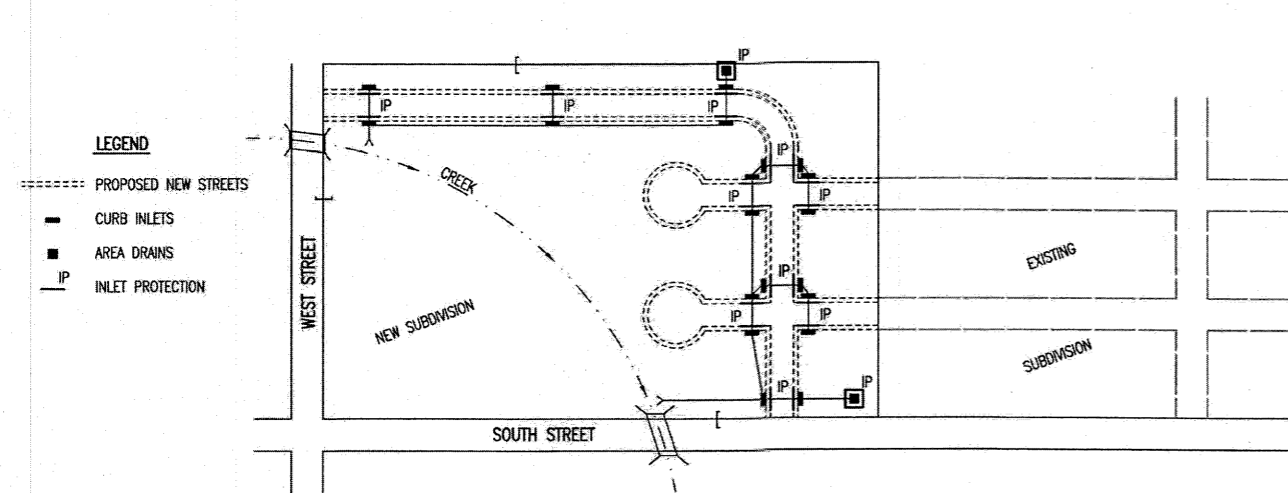 IP
IP
IP
IP
LEGEND
PROPOSED NEW STREETS
CURB INLETS
AREA DRAINS
IP
INLET PROTECTION
CREEK
IP
IP
IP
WEST STREET
NEW SUBDIVISION
EXISTING
SUBDIVISION
IP
IP
IP
IP
IP
SOUTH STREET